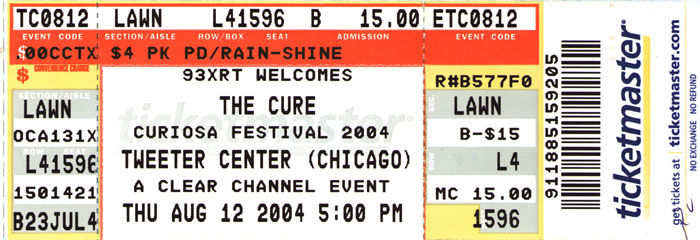 TC0812 LAWN L41596 B 15.00 ETC0812
EVENT CODE SECTION/AISLE ROW/BOX SEAT ADMISSION EVENT CODE
$ .00CCTX $4 PK PD/RAIN-SHINE
$ CONVENIENCE CHARGE
93XRT WELCOMES
R#B577F0
SECTION/AISLE
LAWN
OCA131X
L41596
1501421
B23JUL4
ticketmaster
THE CURE
CURIOSA FESTIVAL 2004
TWEETER CENTER (CHICAGO)
A CLEAR CHANNEL EVENT
THU AUG 12 2004 5:00 PM
LAWN
B-$15
L4
MC 15.00
1596
911885159205
ticketmaster
get tickets at ticketmaster.com
NO EXCHANGE NO REFUND